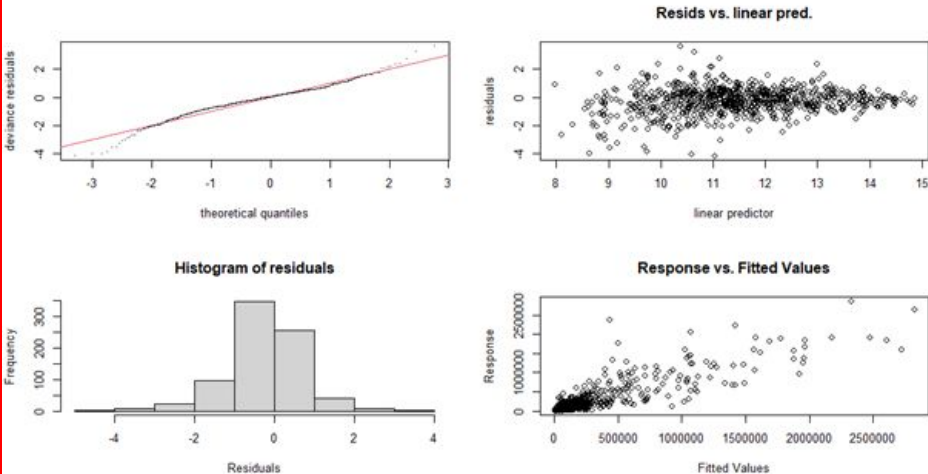 Resids vs. linear pred.
deviance residuals
2
0
-2
-4
-3 -2 -1 0 1 2 3
theoretical quantiles
residuals
2
0
-2
-4
8 9 10 11 12 13 14 15
linear predictor
Histogram of residuals
Frequency
300
200
100
0
-4 -2 0 2 4
Residuals
Response vs. Fitted Values
Response
2500000
1000000
0
0 500000 1000000 1500000 2000000 2500000
Fitted Values